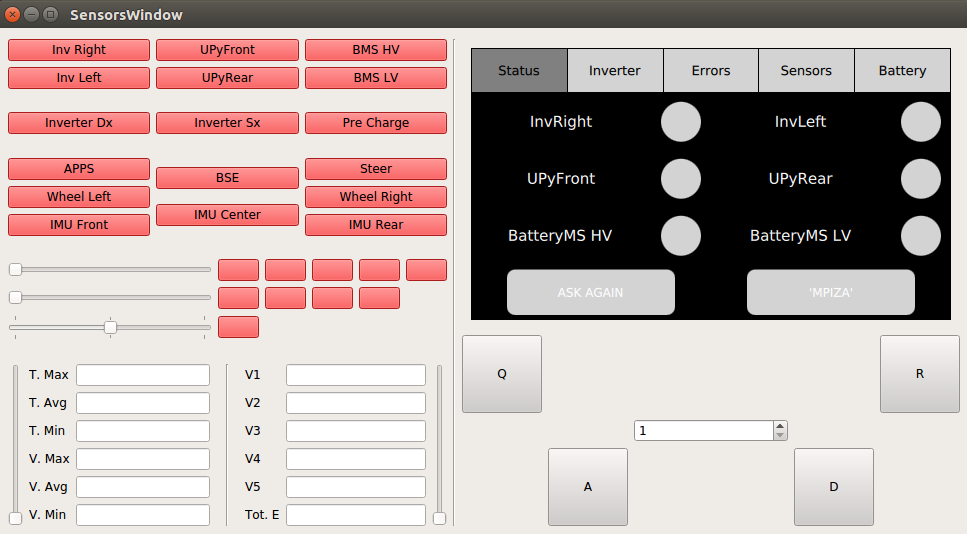 SensorsWindow
Inv Right UPyFront BMS HV
Inv Left UPyRear BMS LV
Inverter Dx Inverter Sx Pre Charge
APPS BSE Steer
Wheel Left Wheel Right
IMU Front IMU Center IMU Rear
T. Max V1
T. Avg V2
T. Min V3
V. Max V4
V. Avg V5
V. Min Tot. E
Status Inverter Errors Sensors Battery
InvRight InvLeft
UPyFront UPyRear
BatteryMS HV BatteryMS LV
ASK AGAIN 'MPIZA'
Q R
1
A D